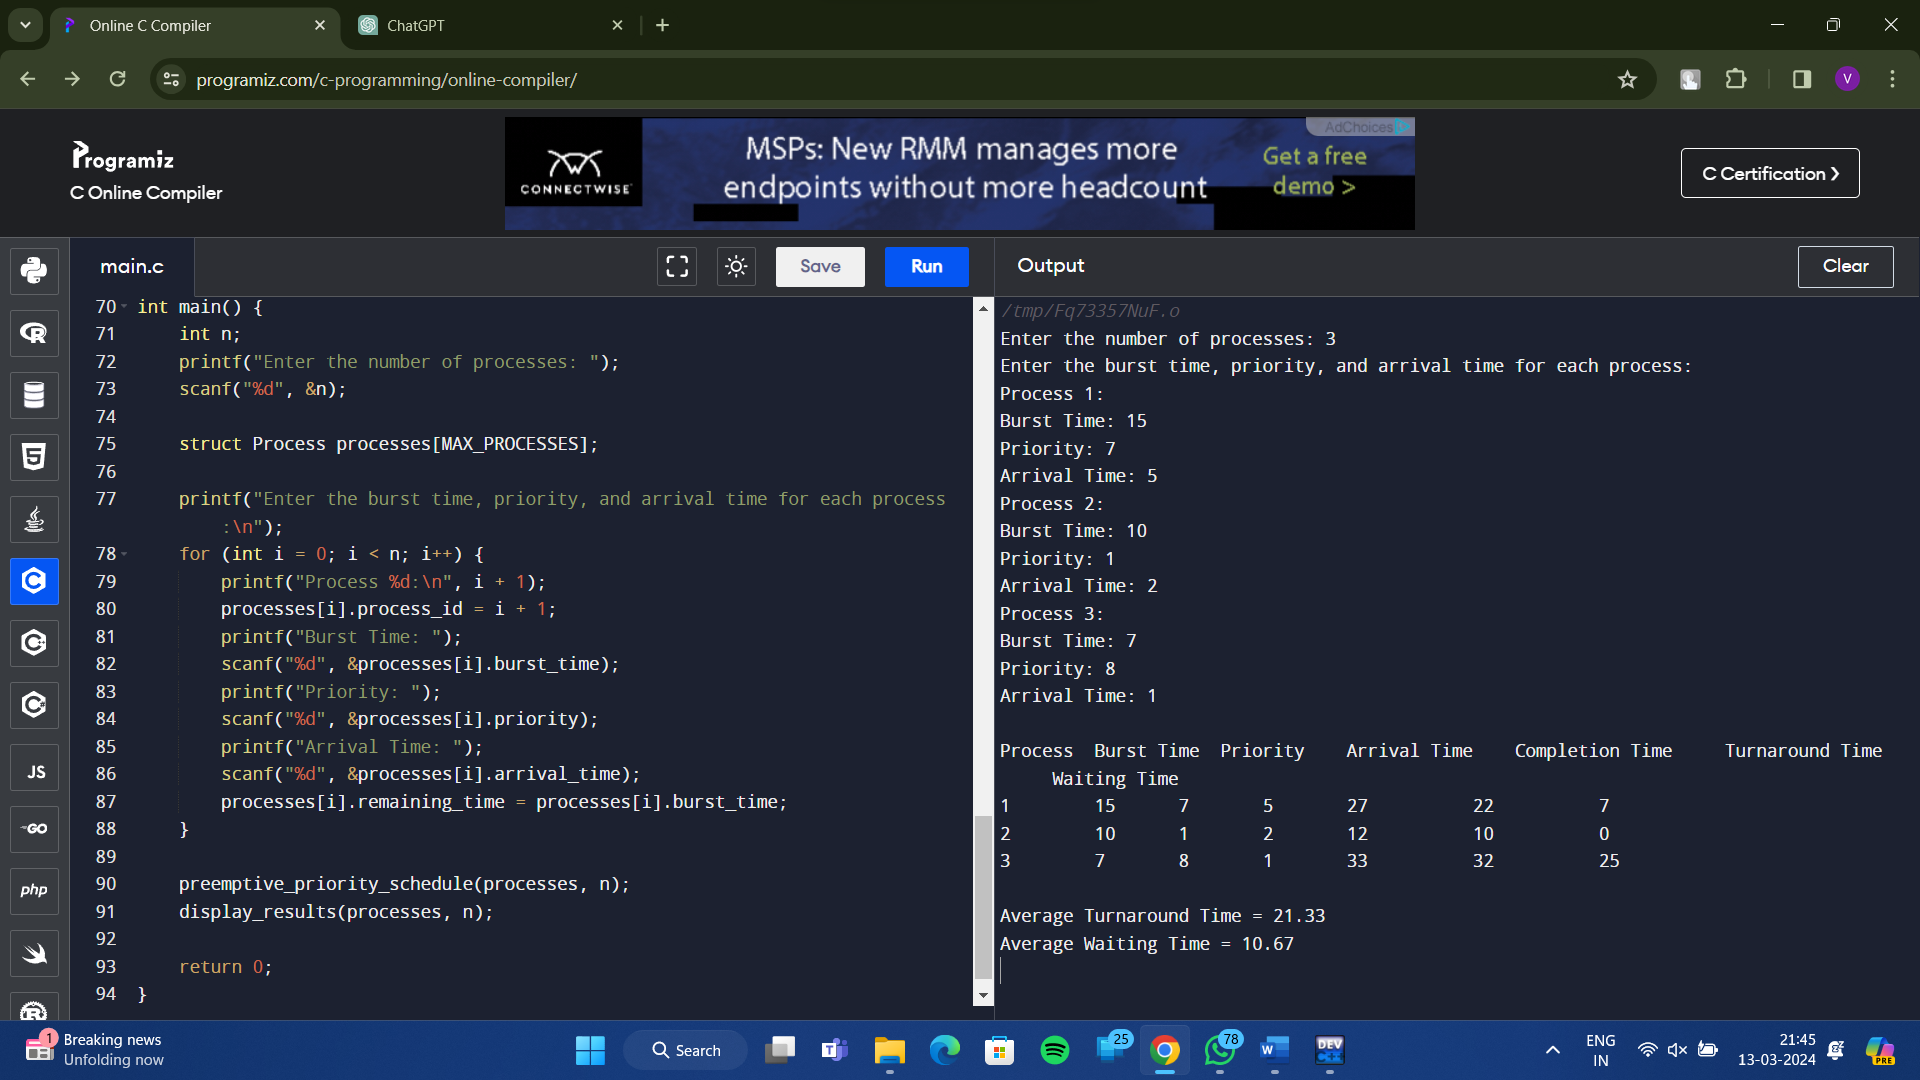 Online C Compiler
ChatGPT
programiz.com/c-programming/online-compiler/
V
Programiz
C Online Compiler
CONNECTWISE
MSPs: New RMM manages more
endpoints without more headcount
AdChoices
Get a free
demo >
C Certification ❯
main.c
Save
Run
Output
Clear
70 int main() {
71     int n;
72     printf("Enter the number of processes: ");
73     scanf("%d", &n);
74
75     struct Process processes[MAX_PROCESSES];
76
77     printf("Enter the burst time, priority, and arrival time for each process
:\n");
78     for (int i = 0; i < n; i++) {
79         printf("Process %d:\n", i + 1);
80         processes[i].process_id = i + 1;
81         printf("Burst Time: ");
82         scanf("%d", &processes[i].burst_time);
83         printf("Priority: ");
84         scanf("%d", &processes[i].priority);
85         printf("Arrival Time: ");
86         scanf("%d", &processes[i].arrival_time);
87         processes[i].remaining_time = processes[i].burst_time;
88     }
89
90     preemptive_priority_schedule(processes, n);
91     display_results(processes, n);
92
93     return 0;
94 }
/tmp/Fq73357NuF.o
Enter the number of processes: 3
Enter the burst time, priority, and arrival time for each process:
Process 1:
Burst Time: 15
Priority: 7
Arrival Time: 5
Process 2:
Burst Time: 10
Priority: 1
Arrival Time: 2
Process 3:
Burst Time: 7
Priority: 8
Arrival Time: 1
Process Burst Time Priority Arrival Time Completion Time Turnaround Time
Waiting Time
1 15 7 5 27 22 7
2 10 1 2 12 10 0
3 7 8 1 33 32 25
Average Turnaround Time = 21.33
Average Waiting Time = 10.67
JS
GO
php
1
Breaking news
Unfolding now
Search
25
78
W
DEV
C++
ENG
IN
21:45
13-03-2024
PRE